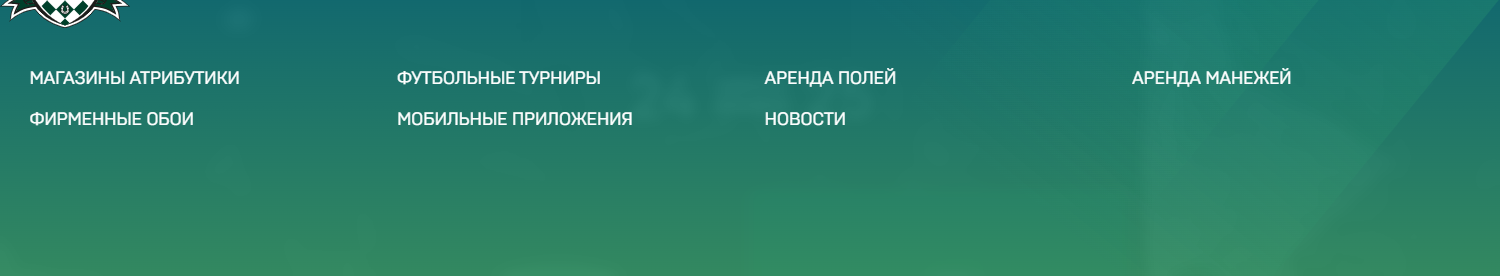 МАГАЗИНЫ АТРИБУТИКИ
ФУТБОЛЬНЫЕ ТУРНИРЫ
АРЕНДА ПОЛЕЙ
АРЕНДА МАНЕЖЕЙ
ФИРМЕННЫЕ ОБОИ
МОБИЛЬНЫЕ ПРИЛОЖЕНИЯ
НОВОСТИ